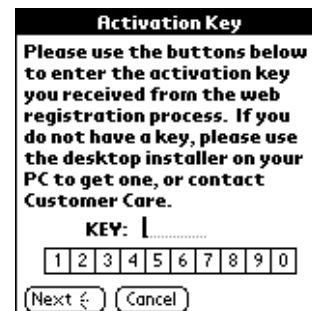 Activation Key
Please use the buttons below
to enter the activation key
you received from the web
registration process. If you
do not have a key, please use
the desktop installer on your
PC to get one, or contact
Customer Care.
KEY:
1 2 3 4 5 6 7 8 9 0
Next Cancel